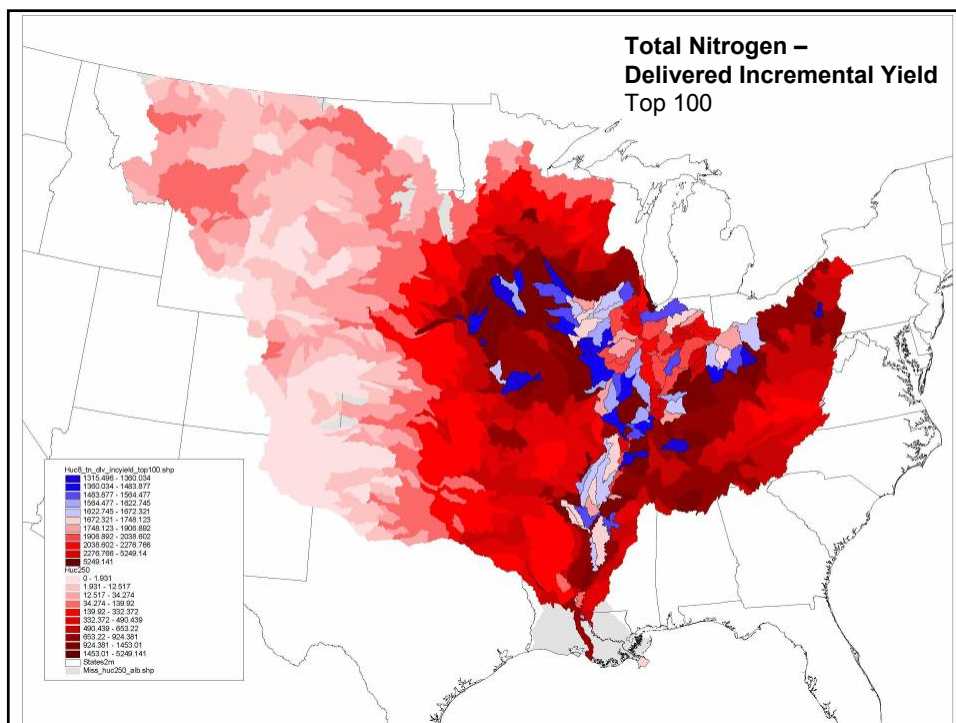 Total Nitrogen –
Delivered Incremental Yield
Top 100
Huc8_tn_dlv_incyield_top100.shp
1315.496 - 1360.034
1360.034 - 1483.877
1483.877 - 1564.477
1564.477 - 1622.745
1622.745 - 1672.321
1672.321 - 1748.123
1748.123 - 1906.892
1906.892 - 2038.602
2038.602 - 2276.766
2276.766 - 5249.14
5249.141
Huc250
0 - 1.931
1.931 - 12.517
12.517 - 34.274
34.274 - 139.92
139.92 - 332.372
332.372 - 490.439
490.439 - 653.22
653.22 - 924.381
924.381 - 1453.01
1453.01 - 5249.141
States2m
Miss_huc250_alb.shp